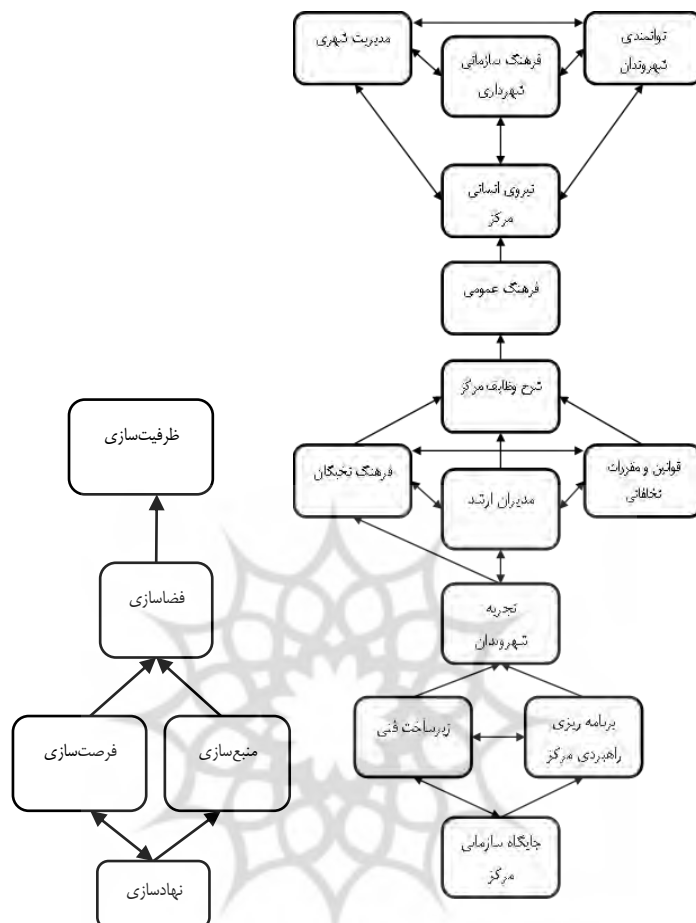 توانمندی
شهروندان
فرهنگ سازمانی
شهرداری
مدیریت شهری
نیروی انسانی
مرکز
فرهنگ عمومی
شرح وظایف مرکز
قوانین و مقررات
تخلفاتی
مدیران ارشد
فرهنگ نخبگان
تجربه
شهروندان
برنامه ریزی
راهبردی مرکز
زیرساخت فنی
جایگاه سازمانی
مرکز
ظرفیت‌سازی
فضاسازی
منبع‌سازی
فرصت‌سازی
نهادسازی